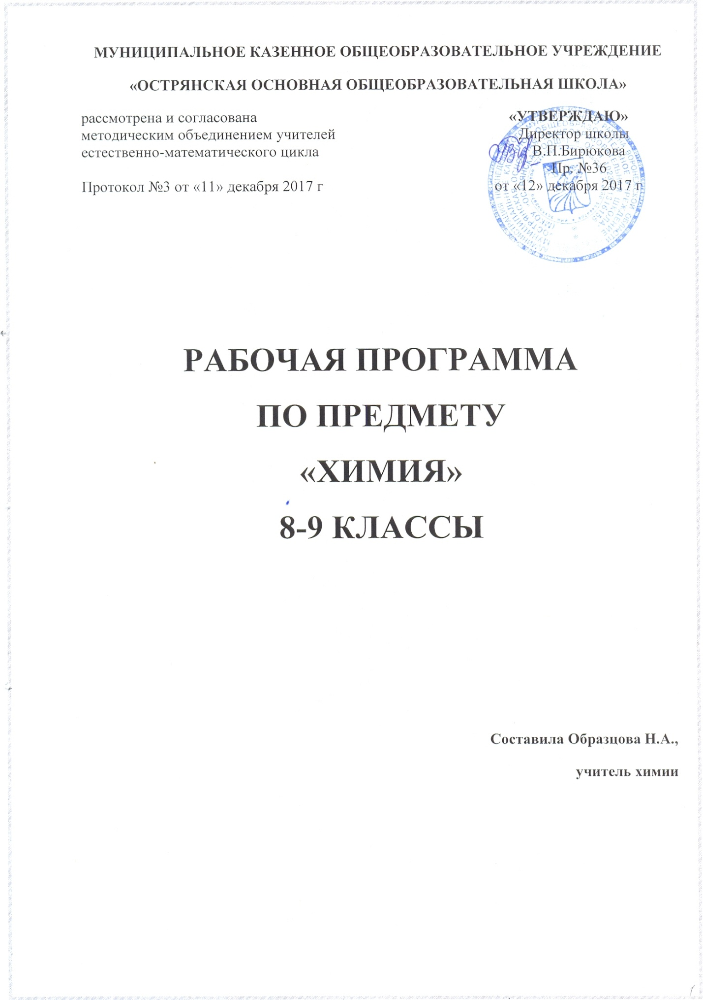 МУНИЦИПАЛЬНОЕ КАЗЕННОЕ ОБЩЕОБРАЗОВАТЕЛЬНОЕ УЧРЕЖДЕНИЕ
«ОСТРЯНСКАЯ ОСНОВНАЯ ОБЩЕОБРАЗОВАТЕЛЬНАЯ ШКОЛА»
рассмотрена и согласована
методическим объединением учителей
естественно-математического цикла
Протокол №3 от «11» декабря 2017 г
«УТВЕРЖДАЮ»
Директор школы
В.П.Бирюкова
Пр. №36
от «12» декабря 2017 г
РАБОЧАЯ ПРОГРАММА
ПО ПРЕДМЕТУ
«ХИМИЯ»
8-9 КЛАССЫ
Составила Образцова Н.А.,
учитель химии
1